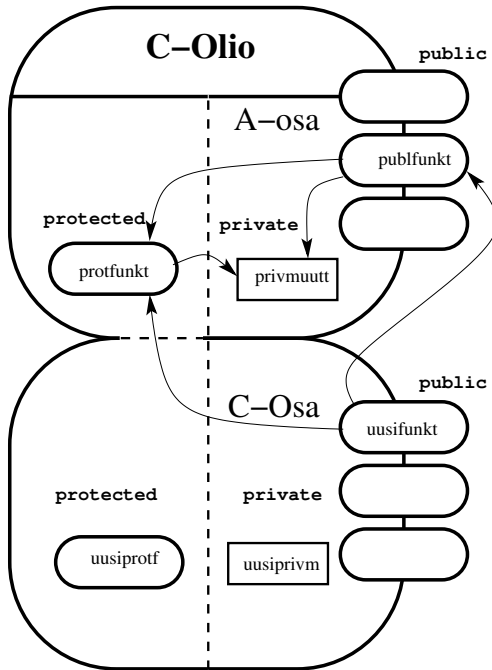 C–Olio
public
A–osa
publfunkt
protected
private
protfunkt
privmuutt
public
C–Osa
uusifunkt
protected
private
uusiprotf
uusiprivm